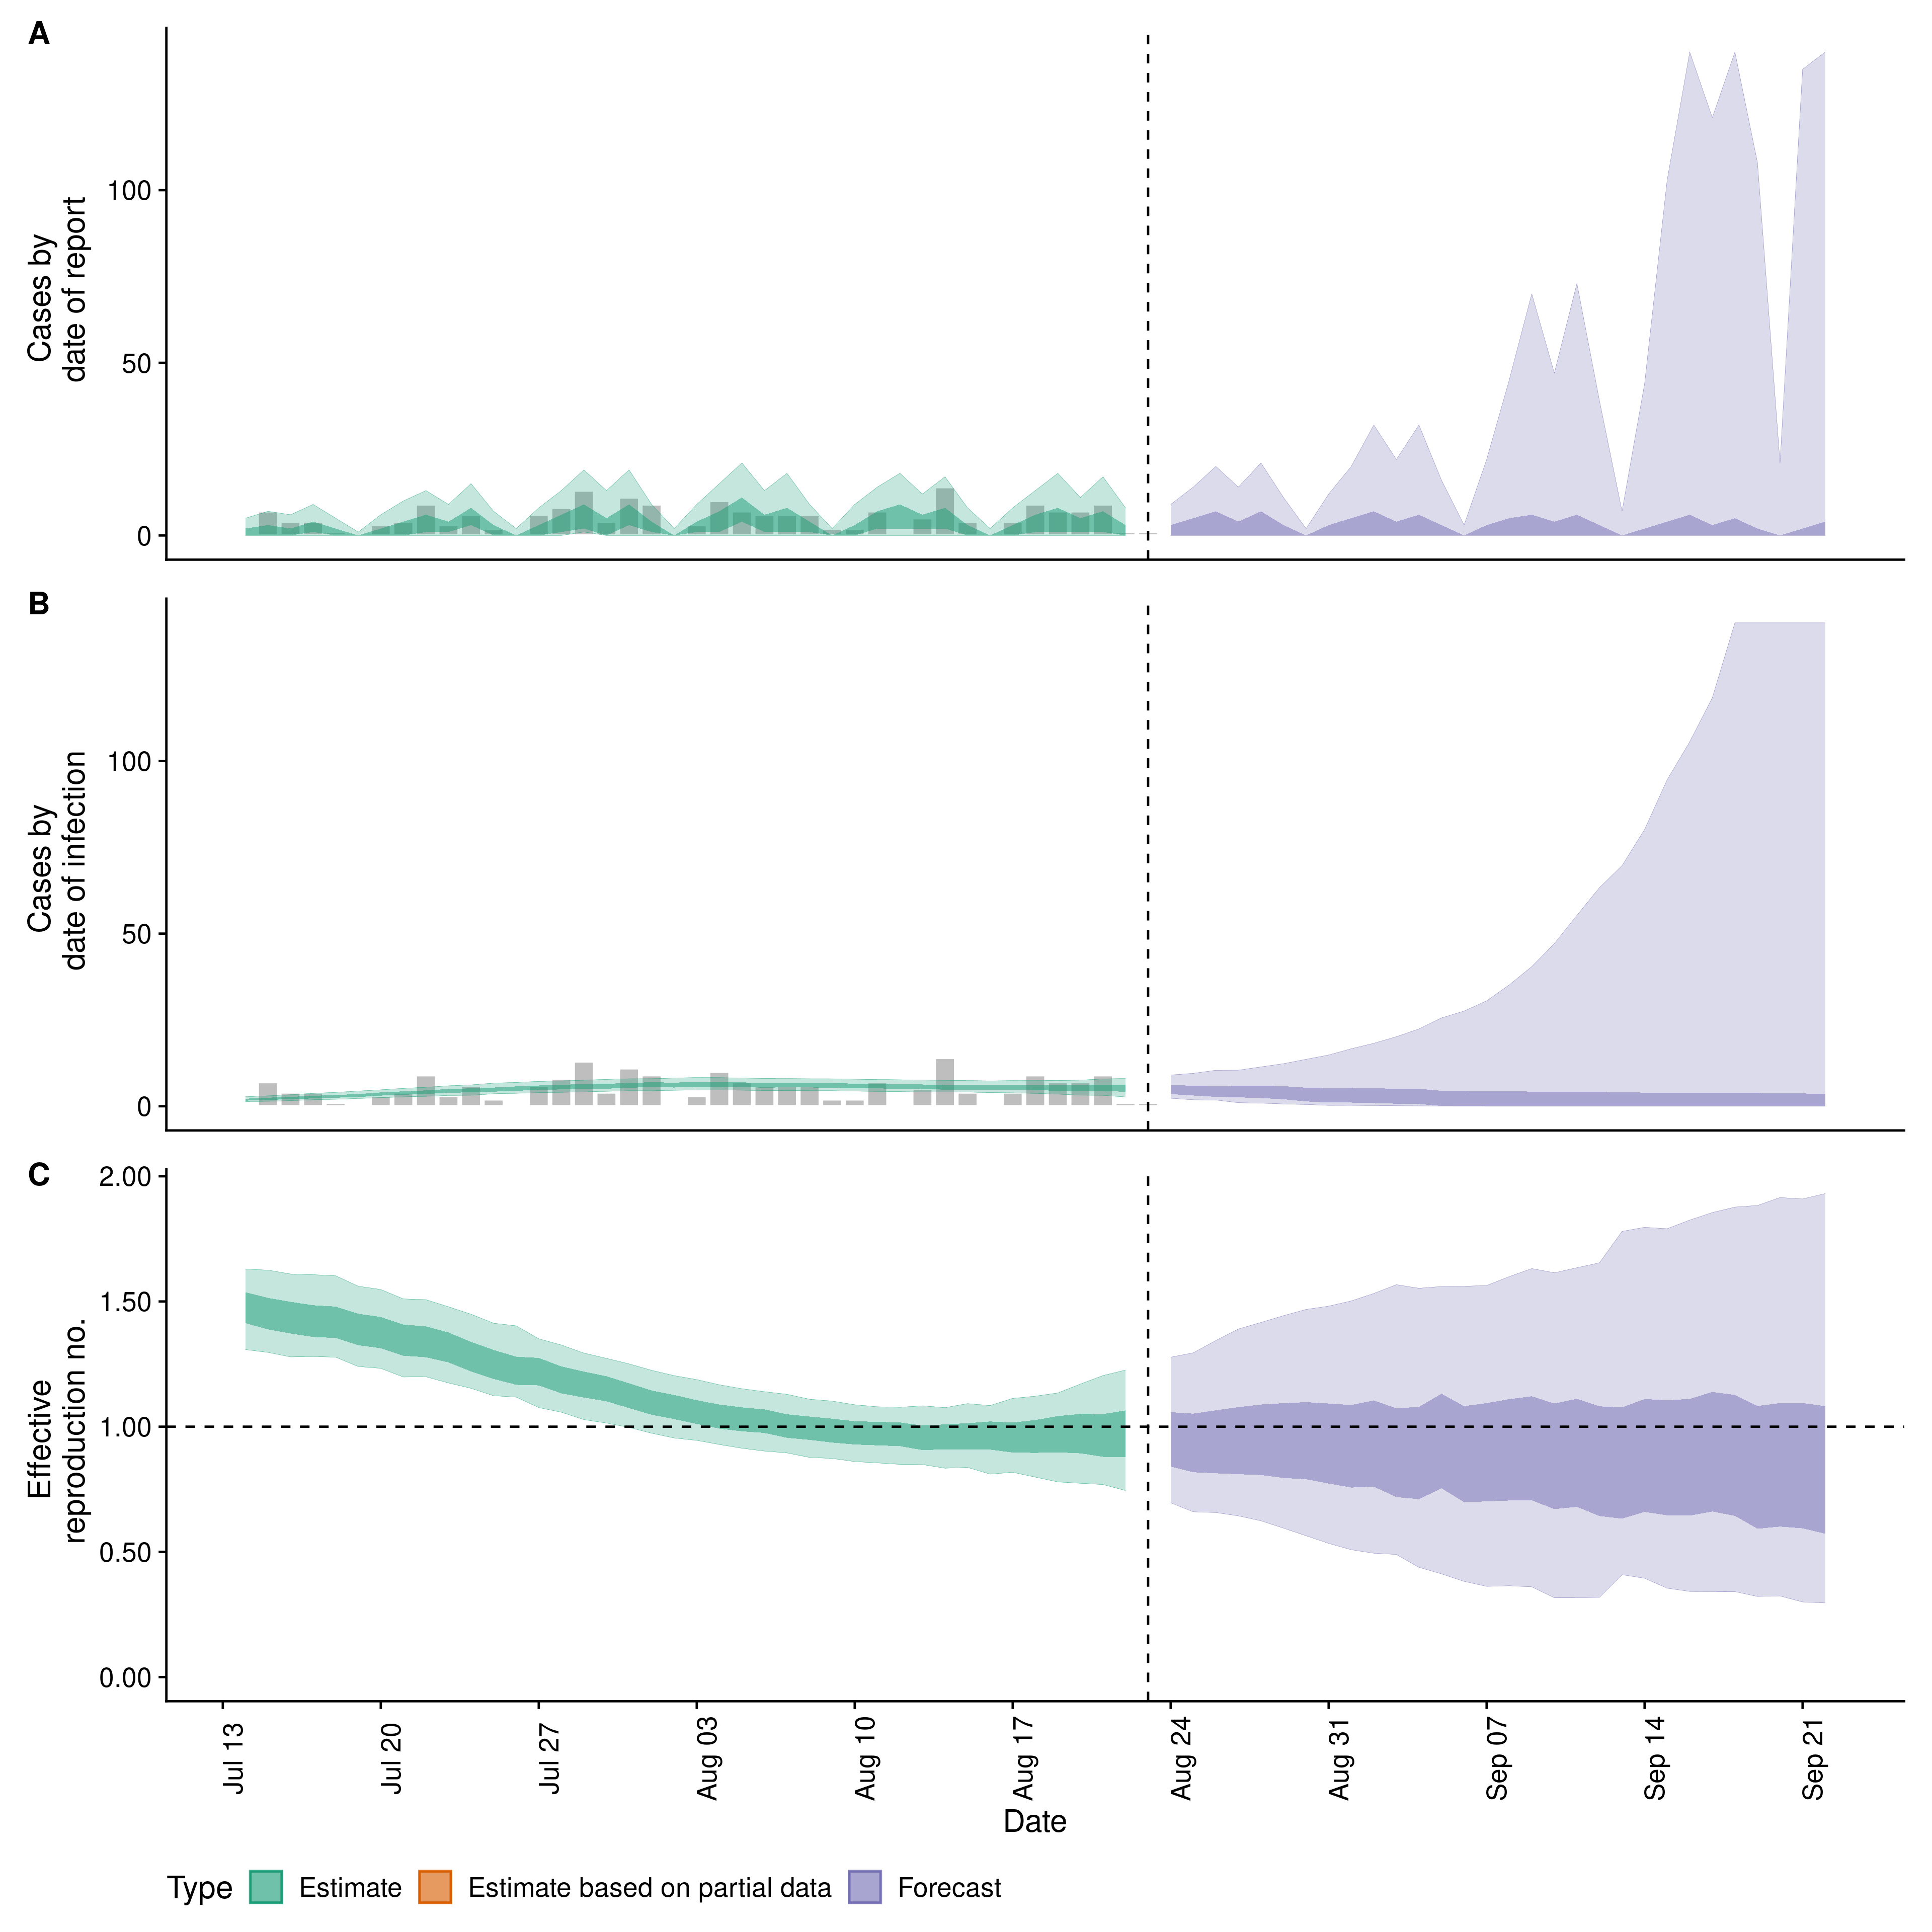 A
Cases by
date of report
100
50
0
B
Cases by
date of infection
100
50
0
C
Effective
reproduction no.
2.00
1.50
1.00
0.50
0.00
Jul 13
Jul 20
Jul 27
Aug 03
Aug 10
Aug 17
Aug 24
Aug 31
Sep 07
Sep 14
Sep 21
Date
Type Estimate Estimate based on partial data Forecast